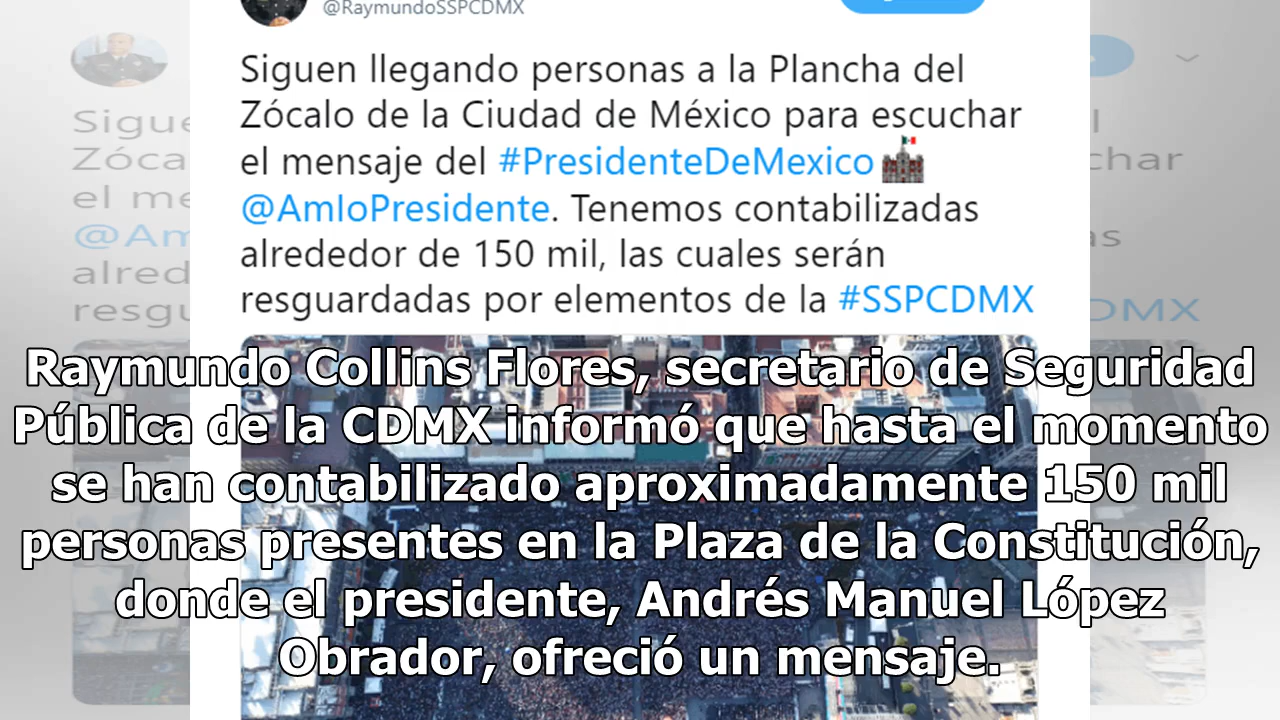 @RaymundoSSPCDMX
Siguen llegando personas a la Plancha del
Zócalo de la Ciudad de México para escuchar
el mensaje del #PresidenteDeMexico
@AmloPresidente. Tenemos contabilizadas
alrededor de 150 mil, las cuales serán
resguardadas por elementos de la #SSPCDMX
Raymundo Collins Flores, secretario de Seguridad
Pública de la CDMX informó que hasta el momento
se han contabilizado aproximadamente 150 mil
personas presentes en la Plaza de la Constitución,
donde el presidente, Andrés Manuel López
Obrador, ofreció un mensaje.